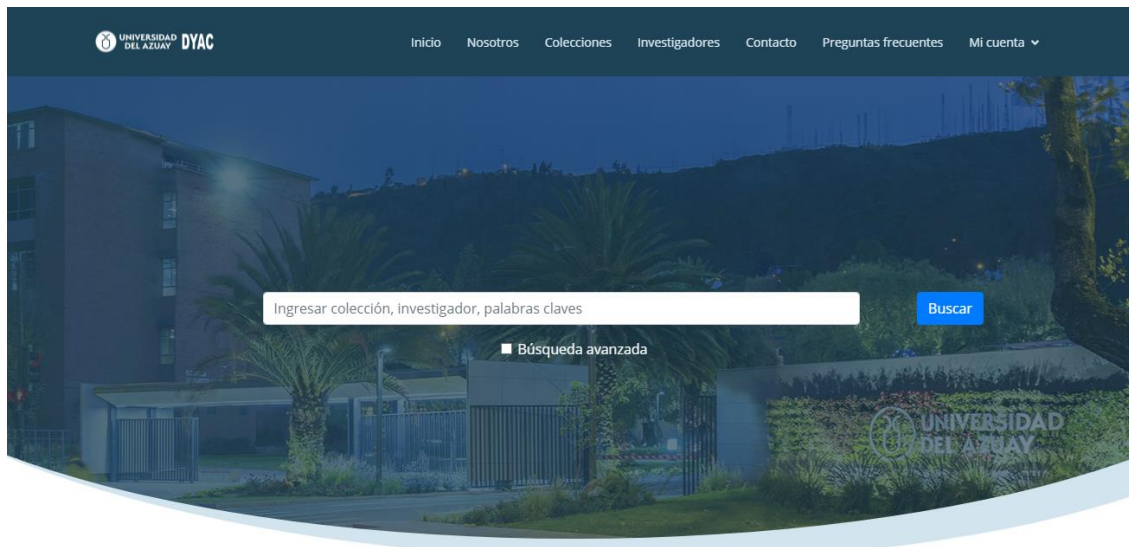 UNIVERSIDAD DEL AZUAY DYAC
Inicio Nosotros Colecciones Investigadores Contacto Preguntas frecuentes Mi cuenta
Ingresar colección, investigador, palabras claves
Buscar
Búsqueda avanzada
UNIVERSIDAD
DEL AZUAY